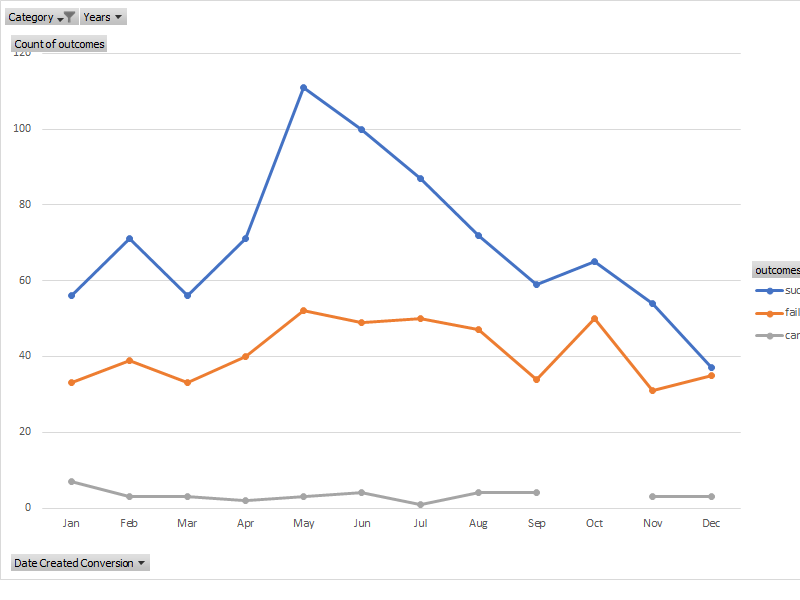 Category Years
Count of outcomes
120
100
80
60
40
20
0
Jan Feb Mar Apr May Jun Jul Aug Sep Oct Nov Dec
outcomes
suc
fail
can
Date Created Conversion